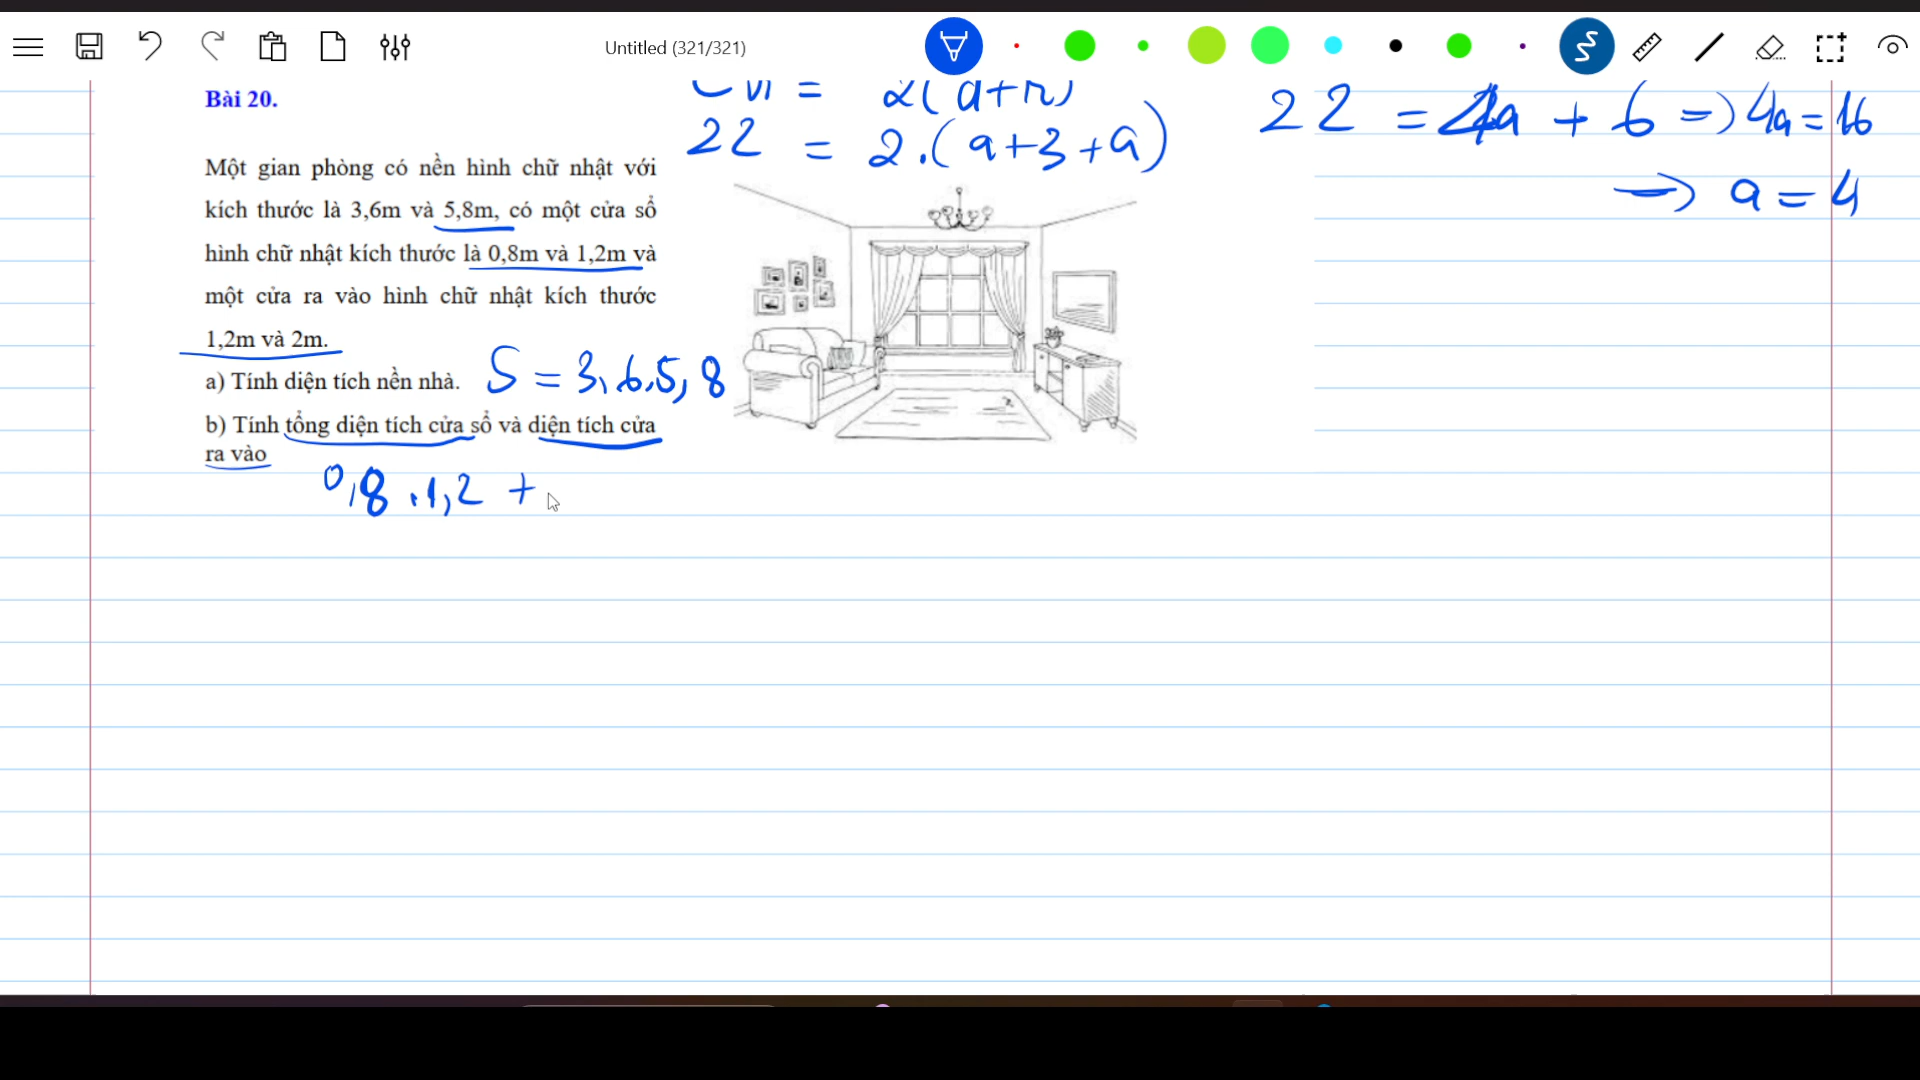 Untitled (321/321)
Bài 20.
22 = 2.(a+3+a)
22 = 4a + 6 => 4a = 16
=> a = 4
Một gian phòng có nền hình chữ nhật với
kích thước là 3,6m và 5,8m, có một cửa sổ
hình chữ nhật kích thước là 0,8m và 1,2m và
một cửa ra vào hình chữ nhật kích thước
1,2m và 2m.
a) Tính diện tích nền nhà. S = 3,6.5,8
b) Tính tổng diện tích cửa sổ và diện tích cửa
ra vào
0,8 .1,2 +